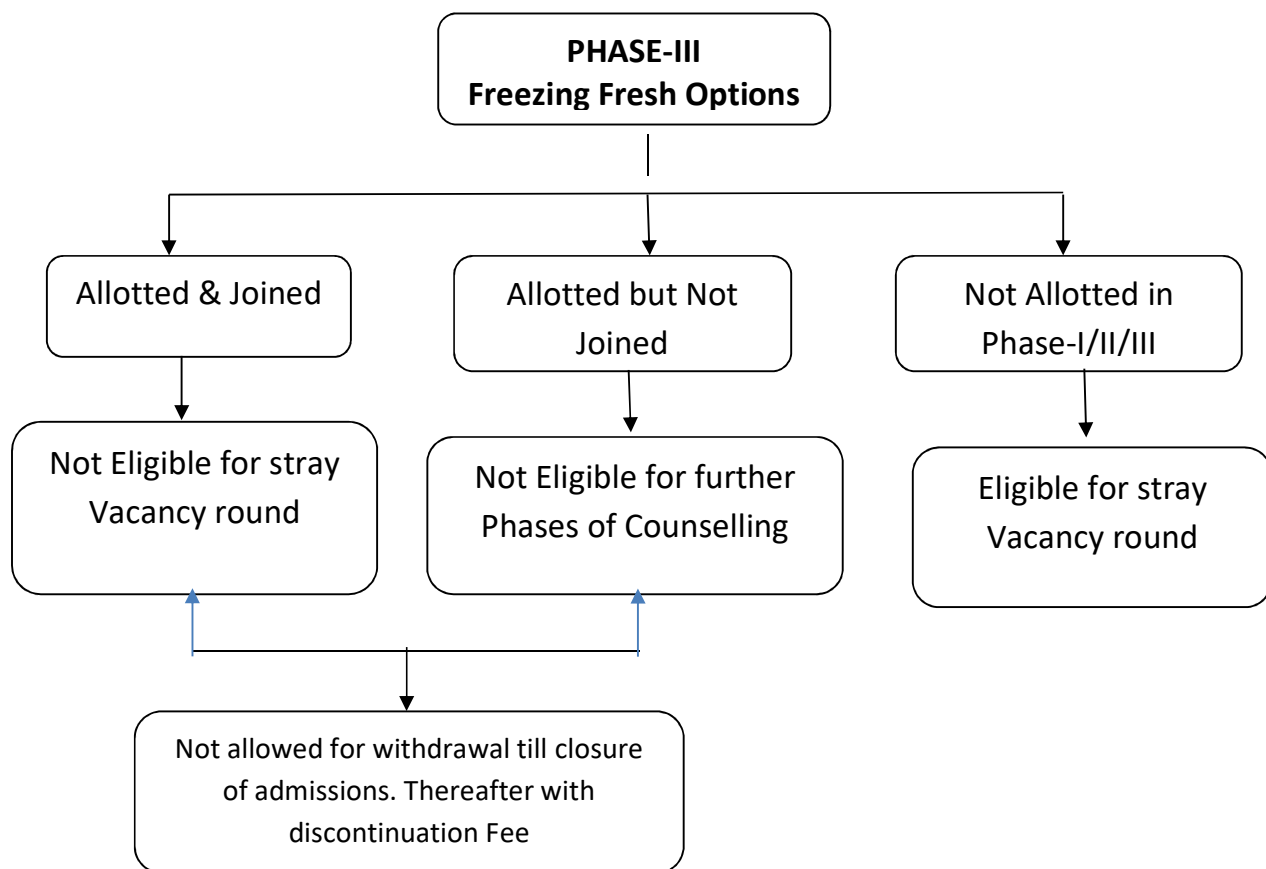 PHASE-III
Freezing Fresh Options
Allotted & Joined
Allotted but Not
Joined
Not Allotted in
Phase-I/II/III
Not Eligible for stray
Vacancy round
Not Eligible for further
Phases of Counselling
Eligible for stray
Vacancy round
Not allowed for withdrawal till closure
of admissions. Thereafter with
discontinuation Fee